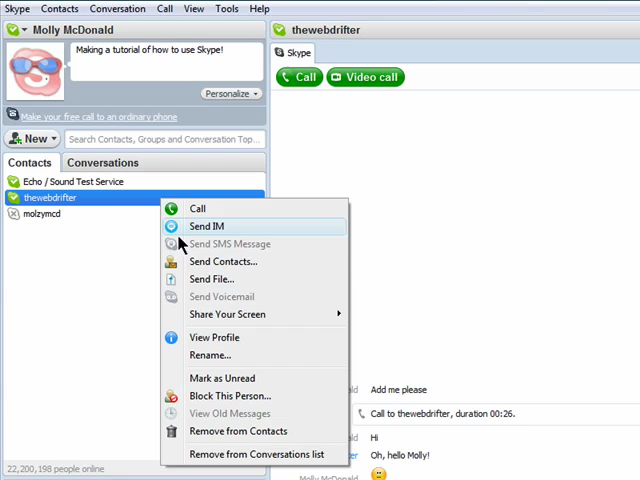 Skype Contacts Conversation Call View Tools Help
Molly McDonald
Making a tutorial of how to use Skype!
Personalize
Make your free call to an ordinary phone
New
Search Contacts, Groups and Conversation Top...
Contacts
Conversations
Echo / Sound Test Service
thewebdrifter
molzymcd
22,200,198 people online
thewebdrifter
Skype
Call
Video call
Call
Send IM
Send SMS Message
Send Contacts...
Send File...
Send Voicemail
Share Your Screen
View Profile
Rename...
Mark as Unread
Block This Person...
View Old Messages
Remove from Contacts
Remove from Conversations list
Add me please
Call to thewebdrifter, duration 00:26.
Hi
Oh, hello Molly!
Molly McDonald